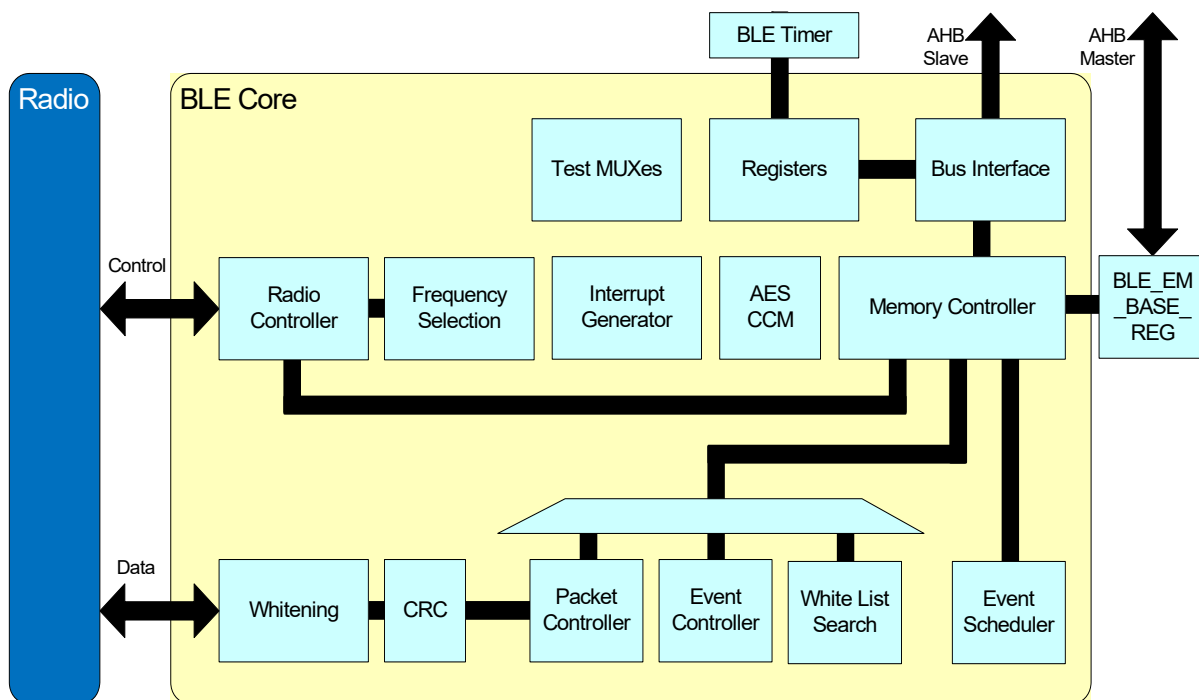 BLE Timer
AHB
Slave
AHB
Master
Radio
BLE Core
Test MUXes
Registers
Bus Interface
Control
Radio
Controller
Frequency
Selection
Interrupt
Generator
AES
CCM
Memory Controller
BLE_EM
_BASE_
REG
Data
Whitening
CRC
Packet
Controller
Event
Controller
White List
Search
Event
Scheduler